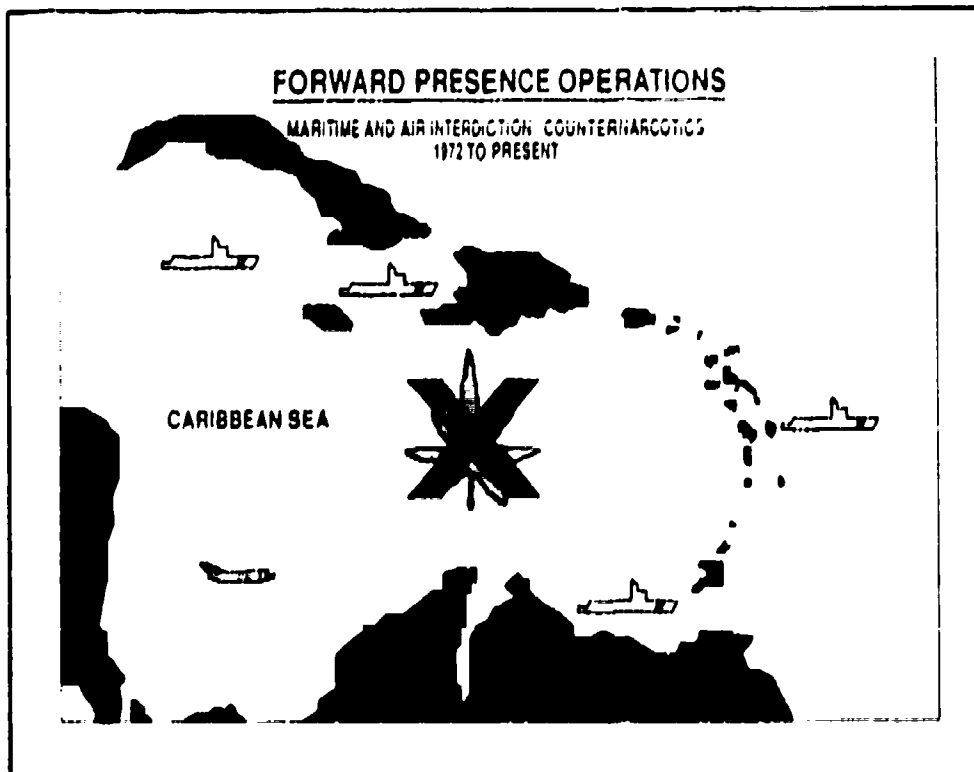 FORWARD PRESENCE OPERATIONS
MARITIME AND AIR INTERDICTION COUNTERNARCOTICS
1972 TO PRESENT
CARIBBEAN SEA